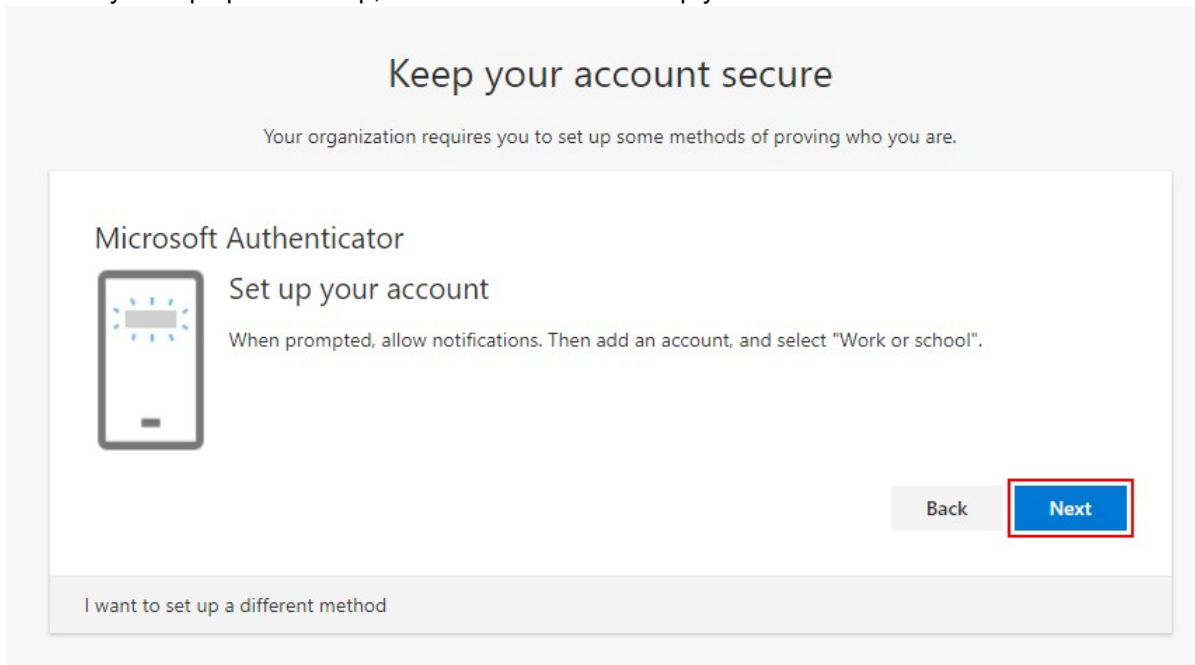 Keep your account secure
Your organization requires you to set up some methods of proving who you are.
Microsoft Authenticator
Set up your account
When prompted, allow notifications. Then add an account, and select "Work or school".
Back Next
I want to set up a different method